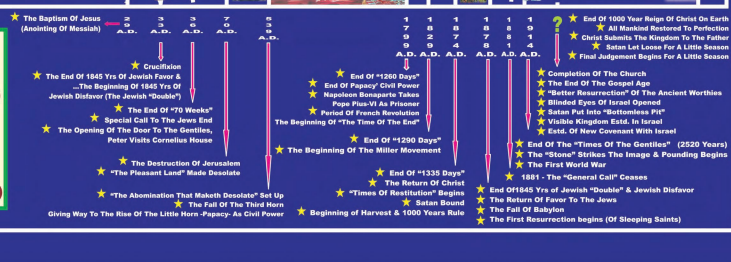 The Baptism Of Jesus
(Anointing Of Messiah)
29 A.D.
33 A.D.
36 A.D.
70 A.D.
539 A.D.
Crucifixion
The End Of 1845 Yrs Of Jewish Favor &
...The Beginning Of 1845 Yrs Of
Jewish Disfavor (The Jewish "Double")
The End Of "70 Weeks"
Special Call To The Jews End
The Opening Of The Door To The Gentiles,
Peter Visits Cornelius House
The Destruction Of Jerusalem
"The Pleasant Land" Made Desolate
"The Abomination That Maketh Desolate" Set Up
The Fall Of The Third Horn
Giving Way To The Rise Of The Little Horn -Papacy- As Civil Power
1799 A.D.
1829 A.D.
1874 A.D.
1878 A.D.
1881 A.D.
1914 A.D.
?
End Of "1260 Days"
End Of Papacy' Civil Power
Napoleon Bonaparte Takes
Pope Pius-VI As Prisoner
Period Of French Revolution
The Beginning Of "The Time Of The End"
End Of "1290 Days"
The Beginning Of The Miller Movement
End Of "1335 Days"
The Return Of Christ
"Times Of Restitution" Begins
Satan Bound
Beginning of Harvest & 1000 Years Rule
End Of 1000 Year Reign Of Christ On Earth
All Mankind Restored To Perfection
Christ Submits The Kingdom To The Father
Satan Let Loose For A Little Season
Final Judgement Begins For A Little Season
Completion Of The Church
The End Of The Gospel Age
"Better Resurrection" Of The Ancient Worthies
Blinded Eyes Of Israel Opened
Satan Put Into "Bottomless Pit"
Visible Kingdom Estd. In Israel
Estd. Of New Covenant With Israel
End Of The "Times Of The Gentiles" (2520 Years)
The "Stone" Strikes The Image & Pounding Begins
The First World War
1881 - The "General Call" Ceases
End Of1845 Yrs of Jewish "Double" & Jewish Disfavor
The Return Of Favor To The Jews
The Fall Of Babylon
The First Resurrection begins (Of Sleeping Saints)